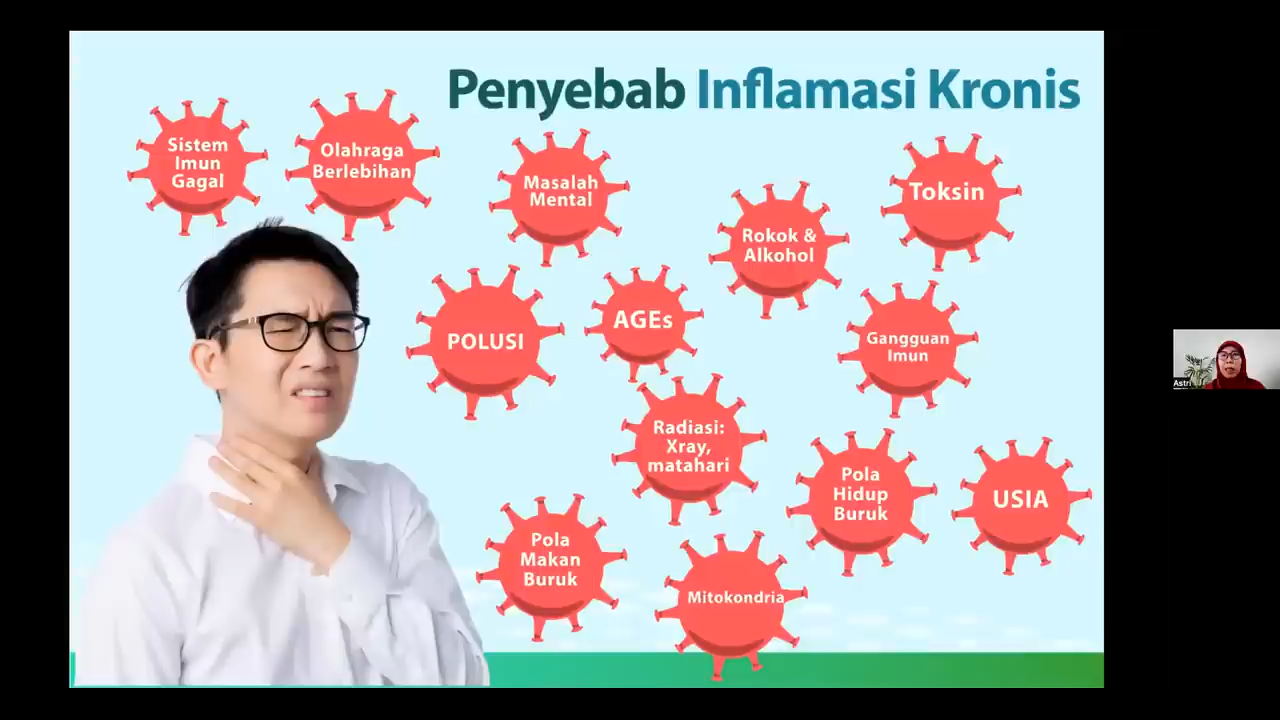 Penyebab Inflamasi Kronis
Sistem
Imun
Gagal
Olahraga
Berlebihan
Masalah
Mental
Toksin
Rokok &
Alkohol
POLUSI
AGEs
Gangguan
Imun
Radiasi:
Xray,
matahari
Pola
Hidup
Buruk
USIA
Pola
Makan
Buruk
Mitokondria
Astri